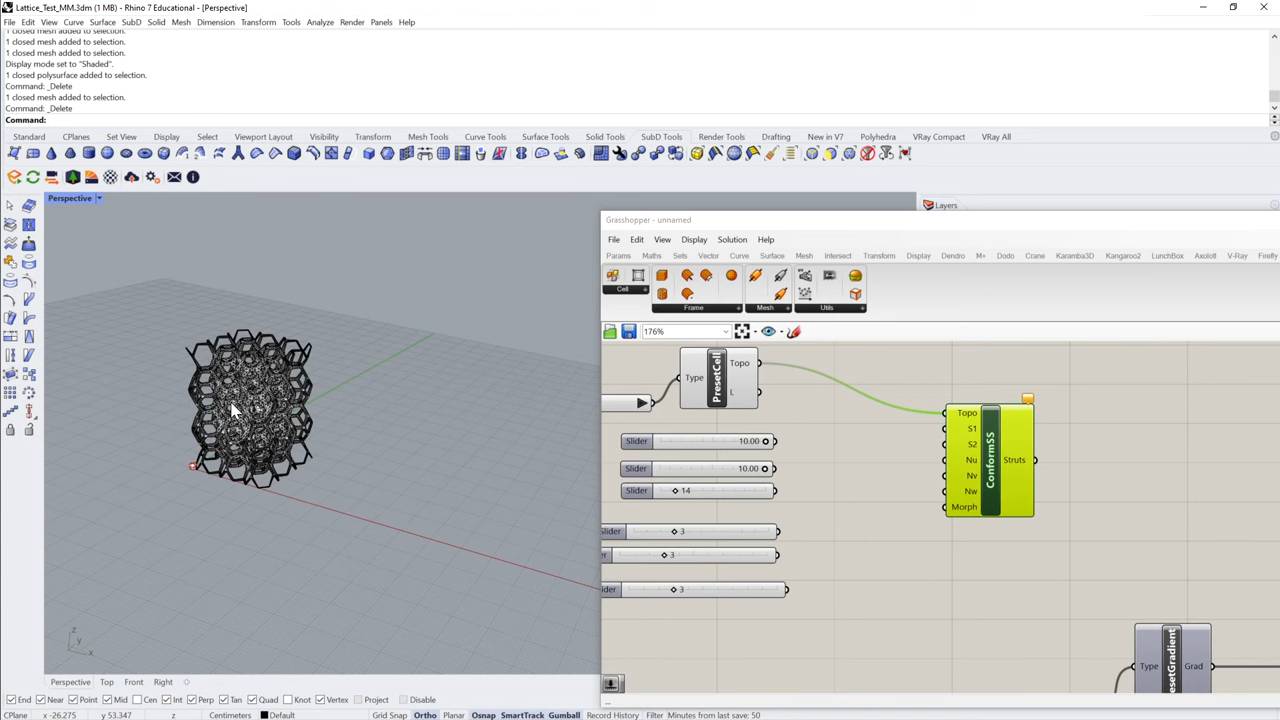 Lattice_Test_MM.3dm (1 MB) - Rhino 7 Educational - [Perspective]
File Edit View Curve Surface SubD Solid Mesh Dimension Transform Tools Analyze Render Panels Help
1 closed mesh added to selection.
1 closed mesh added to selection.
1 closed mesh added to selection.
Display mode set to "Shaded".
1 closed polysurface added to selection.
Command: _Delete
1 closed mesh added to selection.
Command: _Delete
Command:
Standard CPlanes Set View Display Select Viewport Layout Visibility Transform Mesh Tools Curve Tools Surface Tools Solid Tools SubD Tools Render Tools Drafting New in V7 Polyhedra VRay Compact VRay All
Perspective
Layers
Grasshopper - unnamed
File Edit View Display Solution Help
Params Maths Sets Vector Curve Surface Mesh Intersect Transform Display Dendro M+ Dodo Crane Karamba3D Kangaroo2 LunchBox Axolotl V-Ray Firefly
Cell Frame Mesh Utils
176%
Type PresetCell Topo
L
Slider 10.00
Slider 10.00
Slider 14
Slider 3
er 3
lider 3
Topo
S1
S2
Nu
Nv
Nw
Morph
ConformSS
Struts
Type setGradient Grad
z
y
x
Perspective Top Front Right
End Near Point Mid Cen Int Perp Tan Quad Knot Vertex Project Disable
CPlane x -26.275 y 53.347 z Centimeters Default Grid Snap Ortho Planar Osnap SmartTrack Gumball Record History Filter Minutes from last save: 50